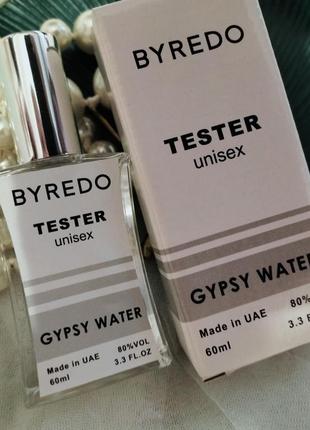 BYREDO
TESTER
unisex
GYPSY WATER
Made in UAE
60ml
80%VOL
3.3 FL.OZ
BYREDO
TESTER
unisex
GYPSY WATER
Made in UAE
60ml
80%
3.3 F